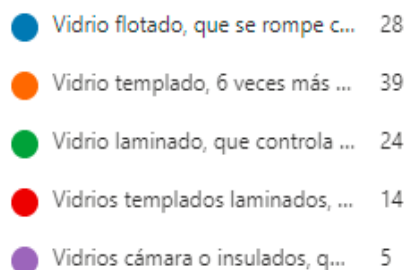 Vidrio flotado, que se rompe c... 28
Vidrio templado, 6 veces más ... 39
Vidrio laminado, que controla ... 24
Vidrios templados laminados, ... 14
Vidrios cámara o insulados, q... 5